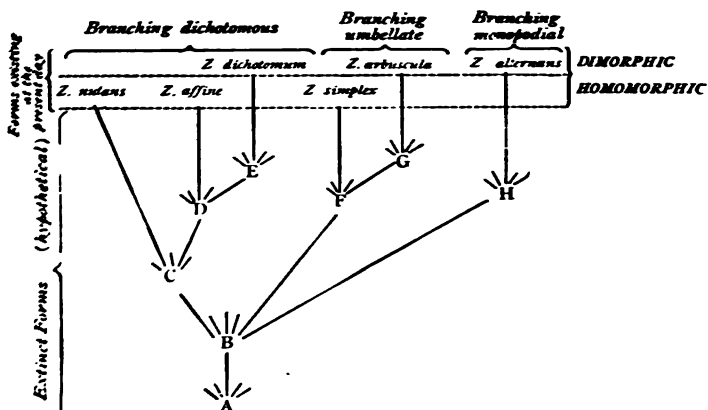 Branching dichotomous
Branching
umbellate
Branching
monopodial
Forms existing
at the
present day
Z. dichotomum
Z. arbuscula
Z. alternans
DIMORPHIC
Z. nutans
Z. affine
Z. simplex
HOMOMORPHIC
(hypothetical)
Extinct Forms
E
G
D
F
H
C
B
A